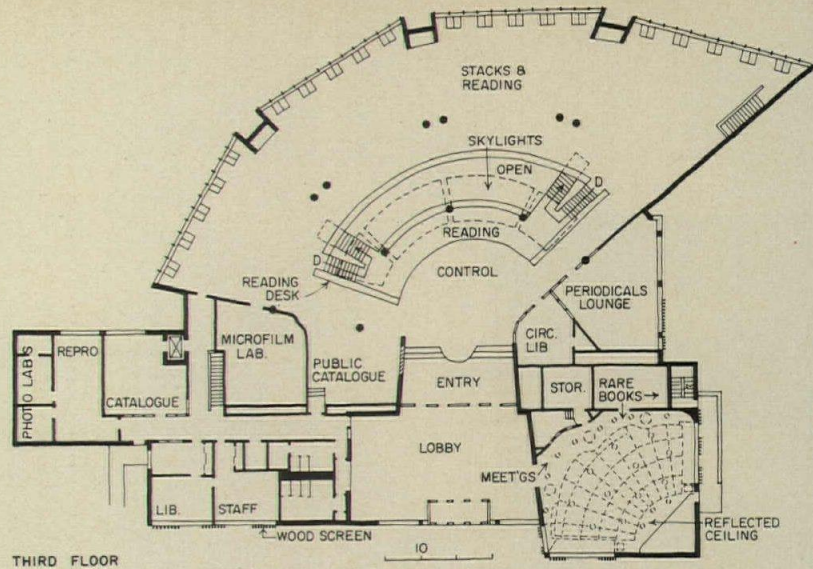 STACKS &
READING
SKYLIGHTS
OPEN
D
READING
D
CONTROL
READING
DESK
PERIODICALS
LOUNGE
MICROFILM
LAB.
CIRC.
LIB
PHOTO LAB'S
REPRO
CATALOGUE
PUBLIC
CATALOGUE
ENTRY
STOR.
RARE
BOOKS
LOBBY
MEET'GS
LIB.
STAFF
REFLECTED
CEILING
WOOD SCREEN
10
THIRD FLOOR